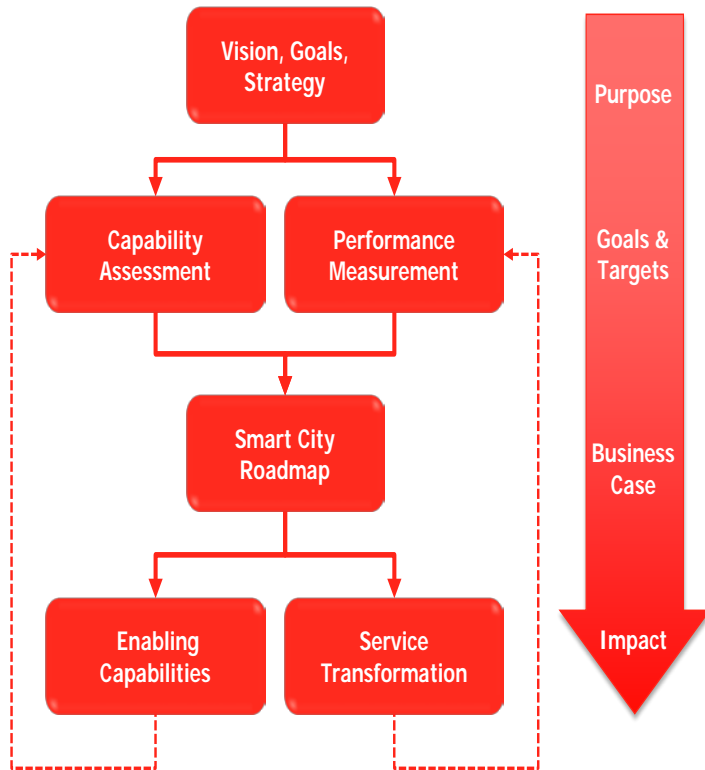 Vision, Goals,
Strategy
Purpose
Capability
Assessment
Performance
Measurement
Goals &
Targets
Smart City
Roadmap
Business
Case
Enabling
Capabilities
Service
Transformation
Impact